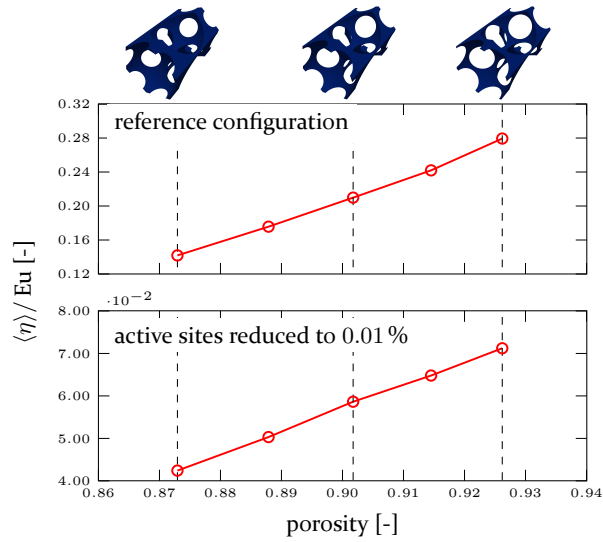 0.32
reference configuration
0.28
0.24
0.20
0.16
0.12
⟨η⟩/ Eu [-]
·10⁻²
8.00
active sites reduced to 0.01 %
7.00
6.00
5.00
4.00
0.86 0.87 0.88 0.89 0.90 0.91 0.92 0.93 0.94
porosity [-]